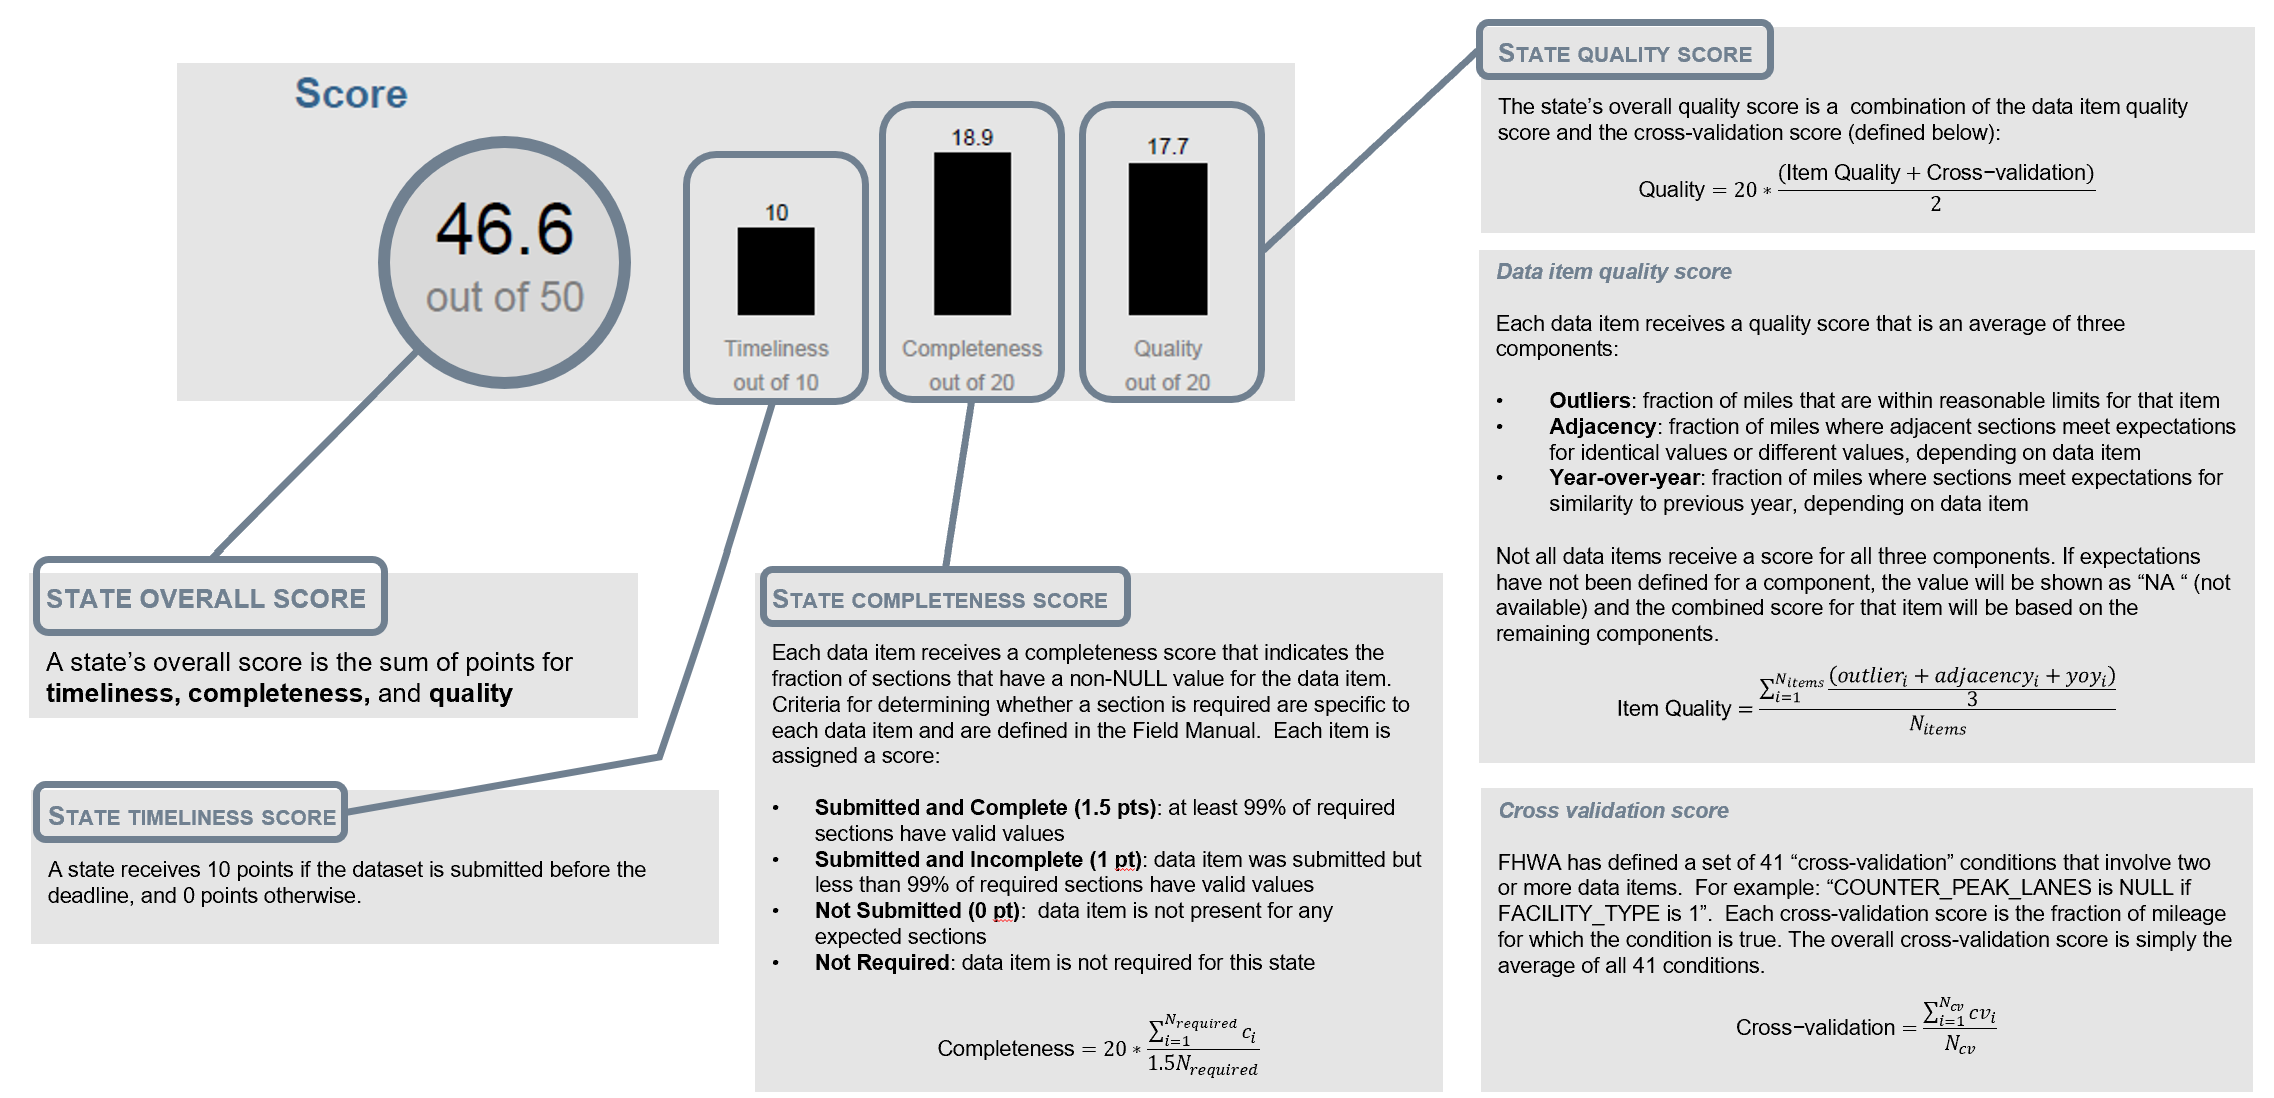 Score
46.6
out of 50
10
Timeliness
out of 10
18.9
Completeness
out of 20
17.7
Quality
out of 20
STATE OVERALL SCORE
A state’s overall score is the sum of points for
timeliness, completeness, and quality
STATE TIMELINESS SCORE
A state receives 10 points if the dataset is submitted before the
deadline, and 0 points otherwise.
STATE COMPLETENESS SCORE
Each data item receives a completeness score that indicates the
fraction of sections that have a non-NULL value for the data item.
Criteria for determining whether a section is required are specific to
each data item and are defined in the Field Manual.  Each item is
assigned a score:
• Submitted and Complete (1.5 pts): at least 99% of required
sections have valid values
• Submitted and Incomplete (1 pt): data item was submitted but
less than 99% of required sections have valid values
• Not Submitted (0 pt):  data item is not present for any
expected sections
• Not Required: data item is not required for this state
Completeness = 20 * \frac{\sum_{i=1}^{N_{required}} c_i}{1.5N_{required}}
STATE QUALITY SCORE
The state’s overall quality score is a  combination of the data item quality
score and the cross-validation score (defined below):
Quality = 20 * \frac{(Item Quality + Cross−validation)}{2}
Data item quality score
Each data item receives a quality score that is an average of three
components:
• Outliers: fraction of miles that are within reasonable limits for that item
• Adjacency: fraction of miles where adjacent sections meet expectations
for identical values or different values, depending on data item
• Year-over-year: fraction of miles where sections meet expectations for
similarity to previous year, depending on data item
Not all data items receive a score for all three components. If expectations
have not been defined for a component, the value will be shown as “NA “ (not
available) and the combined score for that item will be based on the
remaining components.
Item Quality = \frac{\sum_{i=1}^{N_{items}} \frac{(outlier_i + adjacency_i + yoy_i)}{3}}{N_{items}}
Cross validation score
FHWA has defined a set of 41 “cross-validation” conditions that involve two
or more data items.  For example: “COUNTER_PEAK_LANES is NULL if
FACILITY_TYPE is 1”.  Each cross-validation score is the fraction of mileage
for which the condition is true. The overall cross-validation score is simply the
average of all 41 conditions.
Cross−validation = \frac{\sum_{i=1}^{N_{cv}} cv_i}{N_{cv}}